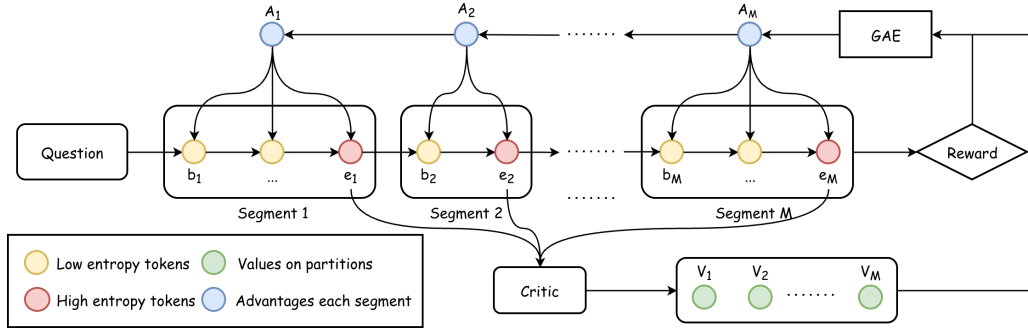 A1 A2 ........ AM GAE
Question
b1 ... e1
b2 e2
........
bM ... eM
Reward
Segment 1 Segment 2 ........ Segment M
Low entropy tokens Values on partitions
High entropy tokens Advantages each segment
Critic
V1 V2 ........ VM